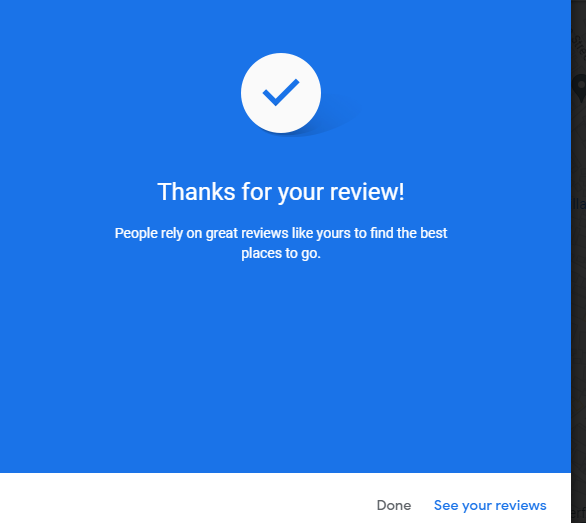 Thanks for your review!
People rely on great reviews like yours to find the best
places to go.
Done
See your reviews